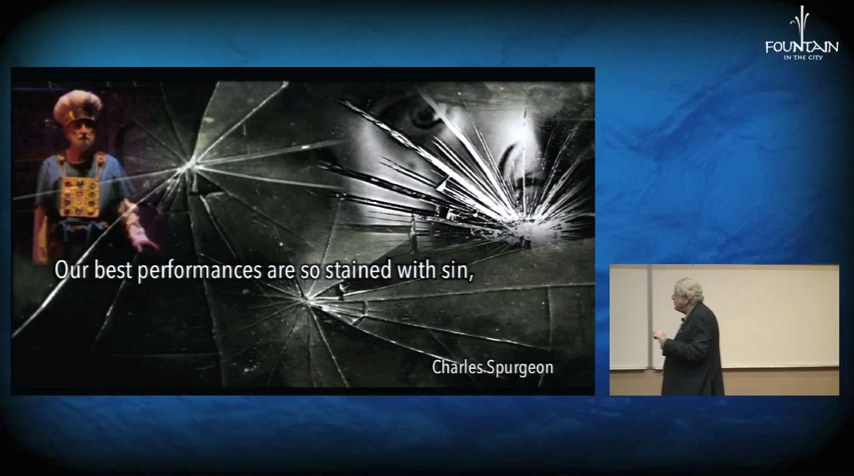 FOUNTAIN
IN THE CITY
Our best performances are so stained with sin,
Charles Spurgeon